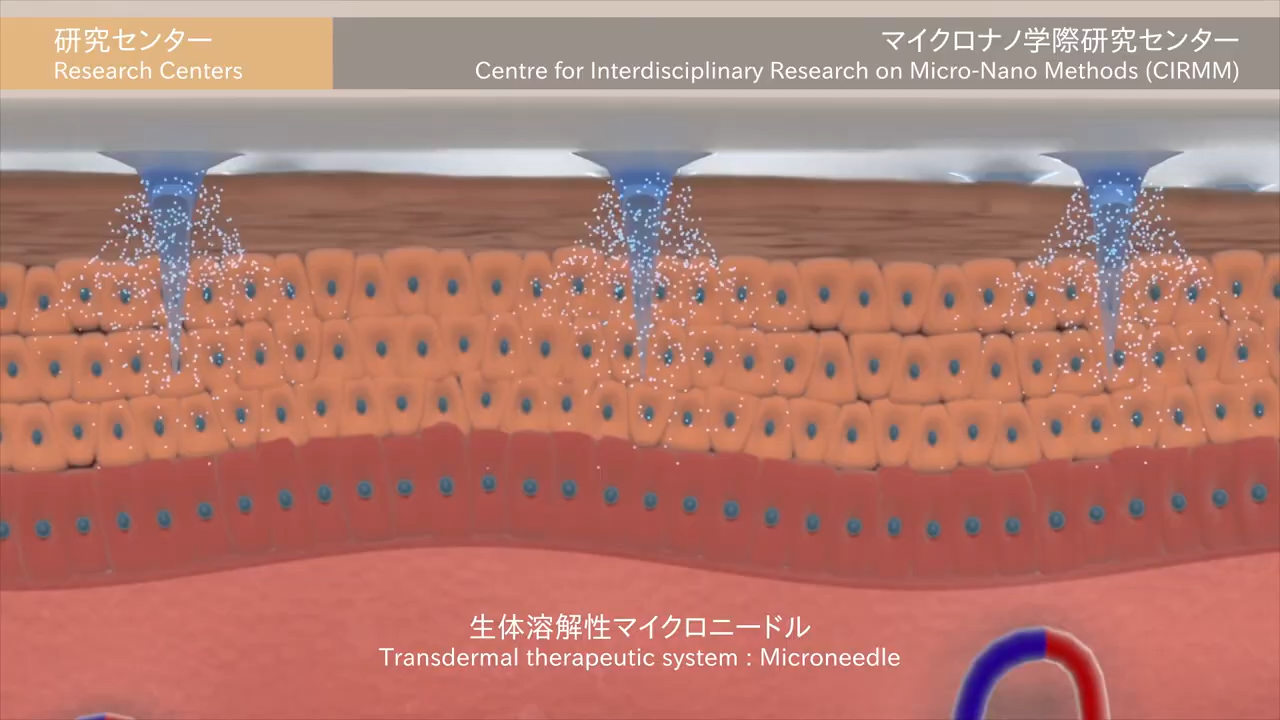 研究センター
Research Centers
マイクロナノ学際研究センター
Centre for Interdisciplinary Research on Micro-Nano Methods (CIRMM)
生体溶解性マイクロニードル
Transdermal therapeutic system : Microneedle